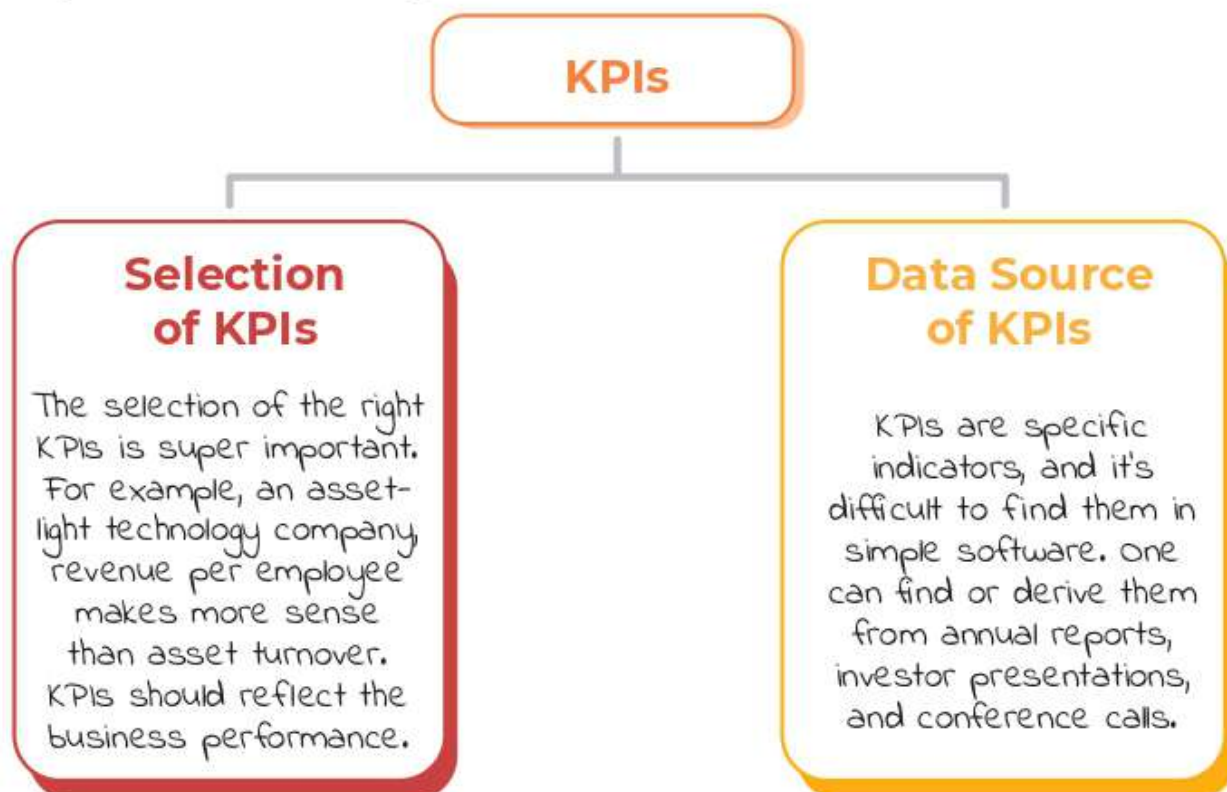 KPIs
Selection
of KPIs
The selection of the right
KPIs is super important.
For example, an asset-
light technology company,
revenue per employee
makes more sense
than asset turnover.
KPIs should reflect the
business performance.
Data Source
of KPIs
KPIs are specific
indicators, and it's
difficult to find them in
simple software. One
can find or derive them
from annual reports,
investor presentations,
and conference calls.